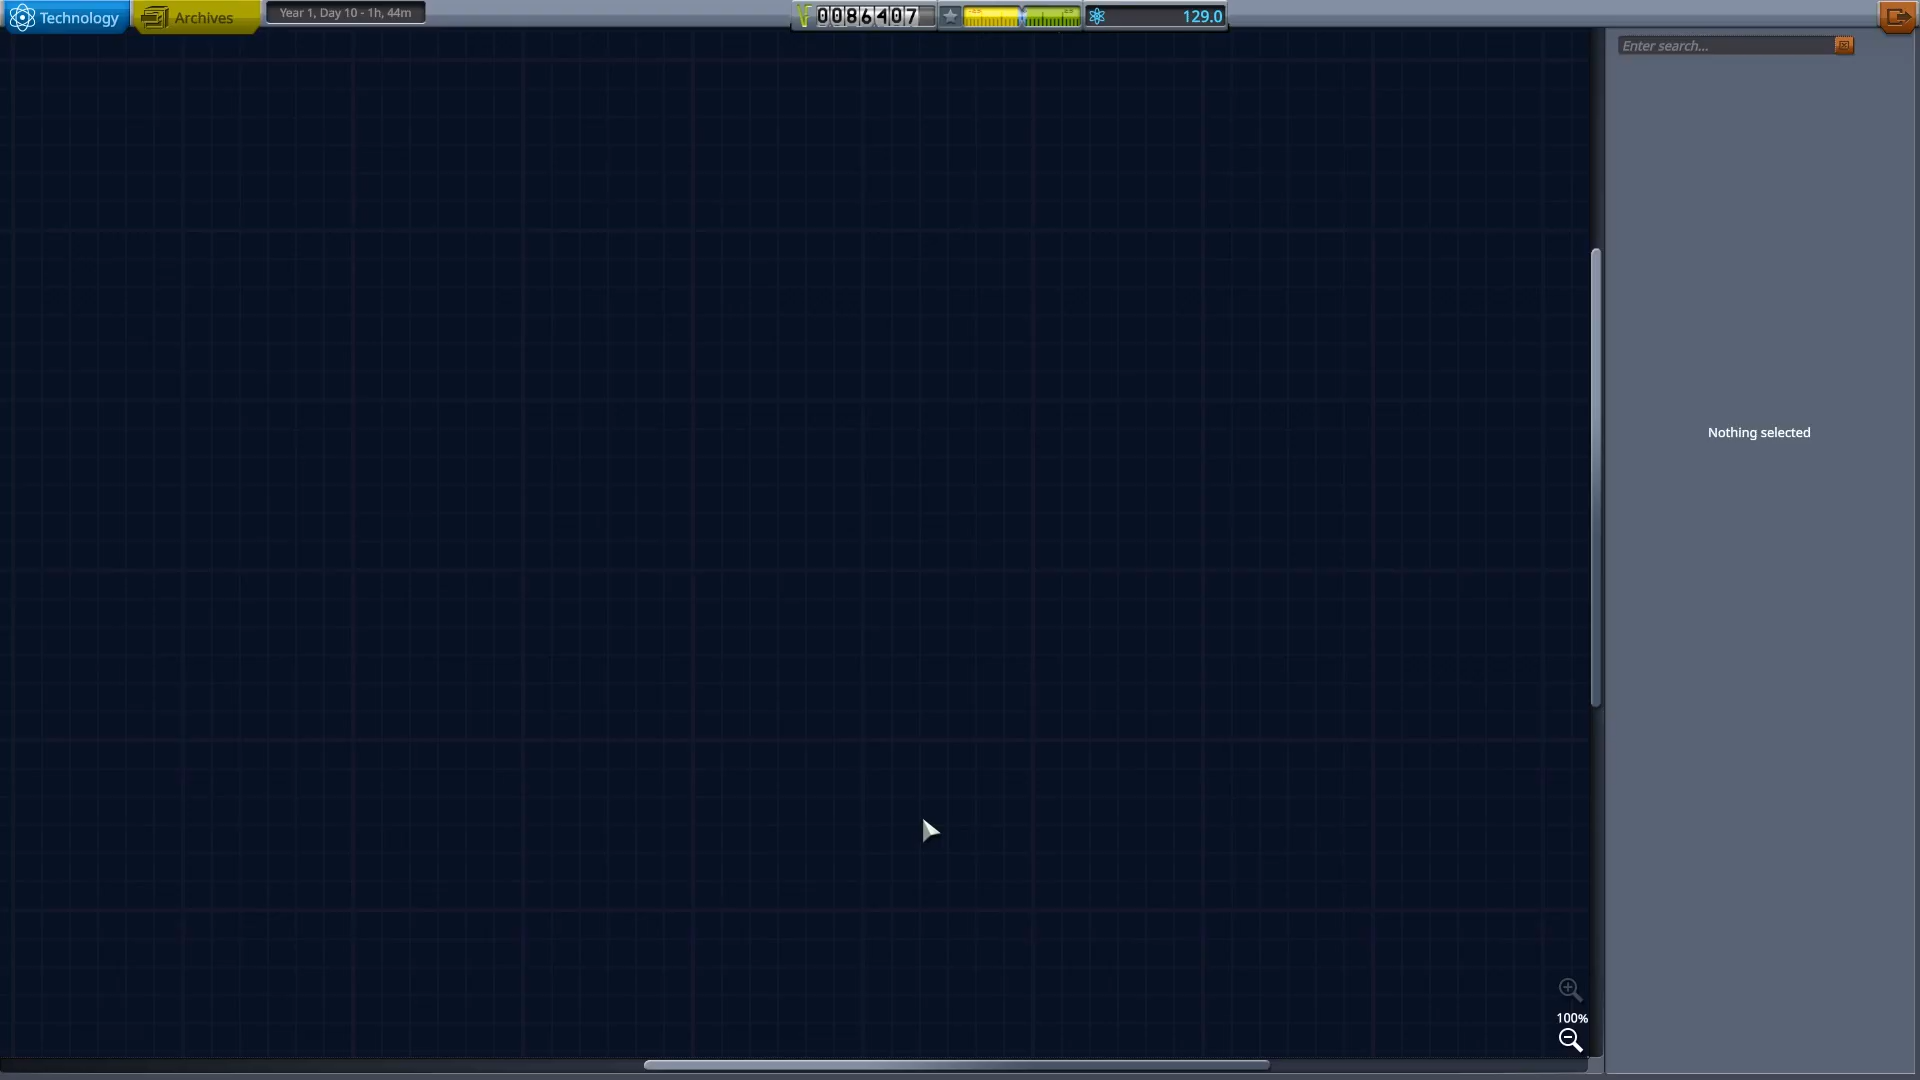 Technology
Archives
Year 1, Day 10 - 1h, 44m
0086407
129.0
Enter search...
Nothing selected
100%